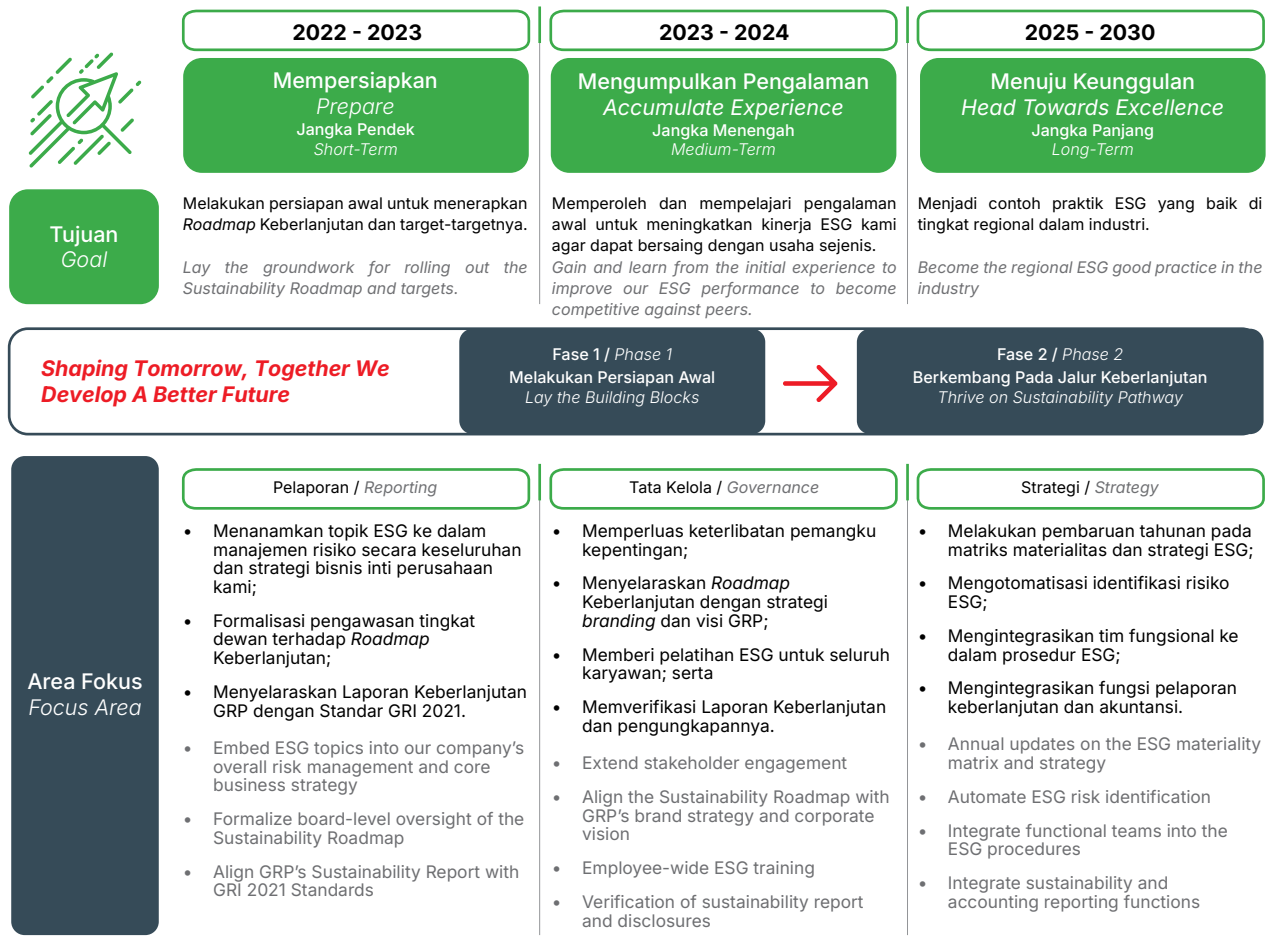 2022 - 2023
Mempersiapkan
Prepare
Jangka Pendek
Short-Term
2023 - 2024
Mengumpulkan Pengalaman
Accumulate Experience
Jangka Menengah
Medium-Term
2025 - 2030
Menuju Keunggulan
Head Towards Excellence
Jangka Panjang
Long-Term
Tujuan
Goal
Melakukan persiapan awal untuk menerapkan
Roadmap Keberlanjutan dan target-targetnya.
Lay the groundwork for rolling out the
Sustainability Roadmap and targets.
Memperoleh dan mempelajari pengalaman
awal untuk meningkatkan kinerja ESG kami
agar dapat bersaing dengan usaha sejenis.
Gain and learn from the initial experience to
improve our ESG performance to become
competitive against peers.
Menjadi contoh praktik ESG yang baik di
tingkat regional dalam industri.
Become the regional ESG good practice in the
industry
Shaping Tomorrow, Together We
Develop A Better Future
Fase 1 / Phase 1
Melakukan Persiapan Awal
Lay the Building Blocks
Fase 2 / Phase 2
Berkembang Pada Jalur Keberlanjutan
Thrive on Sustainability Pathway
Area Fokus
Focus Area
Pelaporan / Reporting
• Menanamkan topik ESG ke dalam
manajemen risiko secara keseluruhan
dan strategi bisnis inti perusahaan
kami;
• Formalisasi pengawasan tingkat
dewan terhadap Roadmap
Keberlanjutan;
• Menyelaraskan Laporan Keberlanjutan
GRP dengan Standar GRI 2021.
• Embed ESG topics into our company's
overall risk management and core
business strategy
• Formalize board-level oversight of the
Sustainability Roadmap
• Align GRP's Sustainability Report with
GRI 2021 Standards
Tata Kelola / Governance
• Memperluas keterlibatan pemangku
kepentingan;
• Menyelaraskan Roadmap
Keberlanjutan dengan strategi
branding dan visi GRP;
• Memberi pelatihan ESG untuk seluruh
karyawan; serta
• Memverifikasi Laporan Keberlanjutan
dan pengungkapannya.
• Extend stakeholder engagement
• Align the Sustainability Roadmap with
GRP's brand strategy and corporate
vision
• Employee-wide ESG training
• Verification of sustainability report
and disclosures
Strategi / Strategy
• Melakukan pembaruan tahunan pada
matriks materialitas dan strategi ESG;
• Mengotomatisasi identifikasi risiko
ESG;
• Mengintegrasikan tim fungsional ke
dalam prosedur ESG;
• Mengintegrasikan fungsi pelaporan
keberlanjutan dan akuntansi.
• Annual updates on the ESG materiality
matrix and strategy
• Automate ESG risk identification
• Integrate functional teams into the
ESG procedures
• Integrate sustainability and
accounting reporting functions